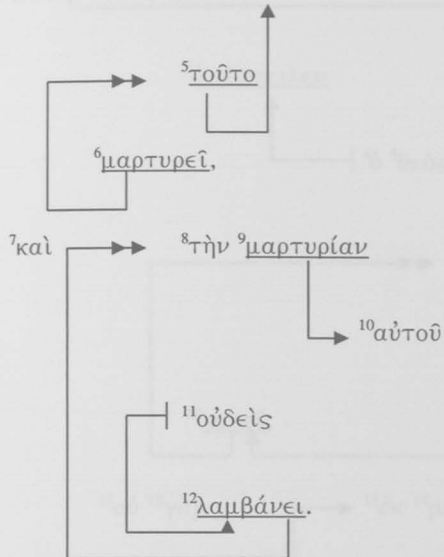 ⁵τοῦτο
⁶μαρτυρεῖ,
⁷καὶ ⁸τὴν ⁹μαρτυρίαν
¹⁰αὐτοῦ
¹¹οὐδεὶς
¹²λαμβάνει.